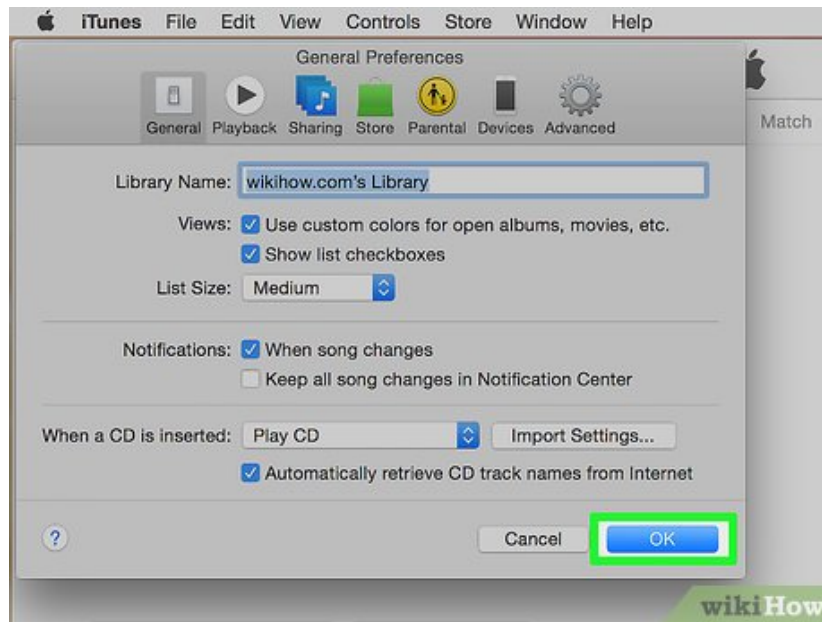 iTunes File Edit View Controls Store Window Help
General Preferences
General Playback Sharing Store Parental Devices Advanced
Match
Library Name: wikihow.com's Library
Views: Use custom colors for open albums, movies, etc.
Show list checkboxes
List Size: Medium
Notifications: When song changes
Keep all song changes in Notification Center
When a CD is inserted: Play CD Import Settings...
Automatically retrieve CD track names from Internet
? Cancel OK
wikiHow